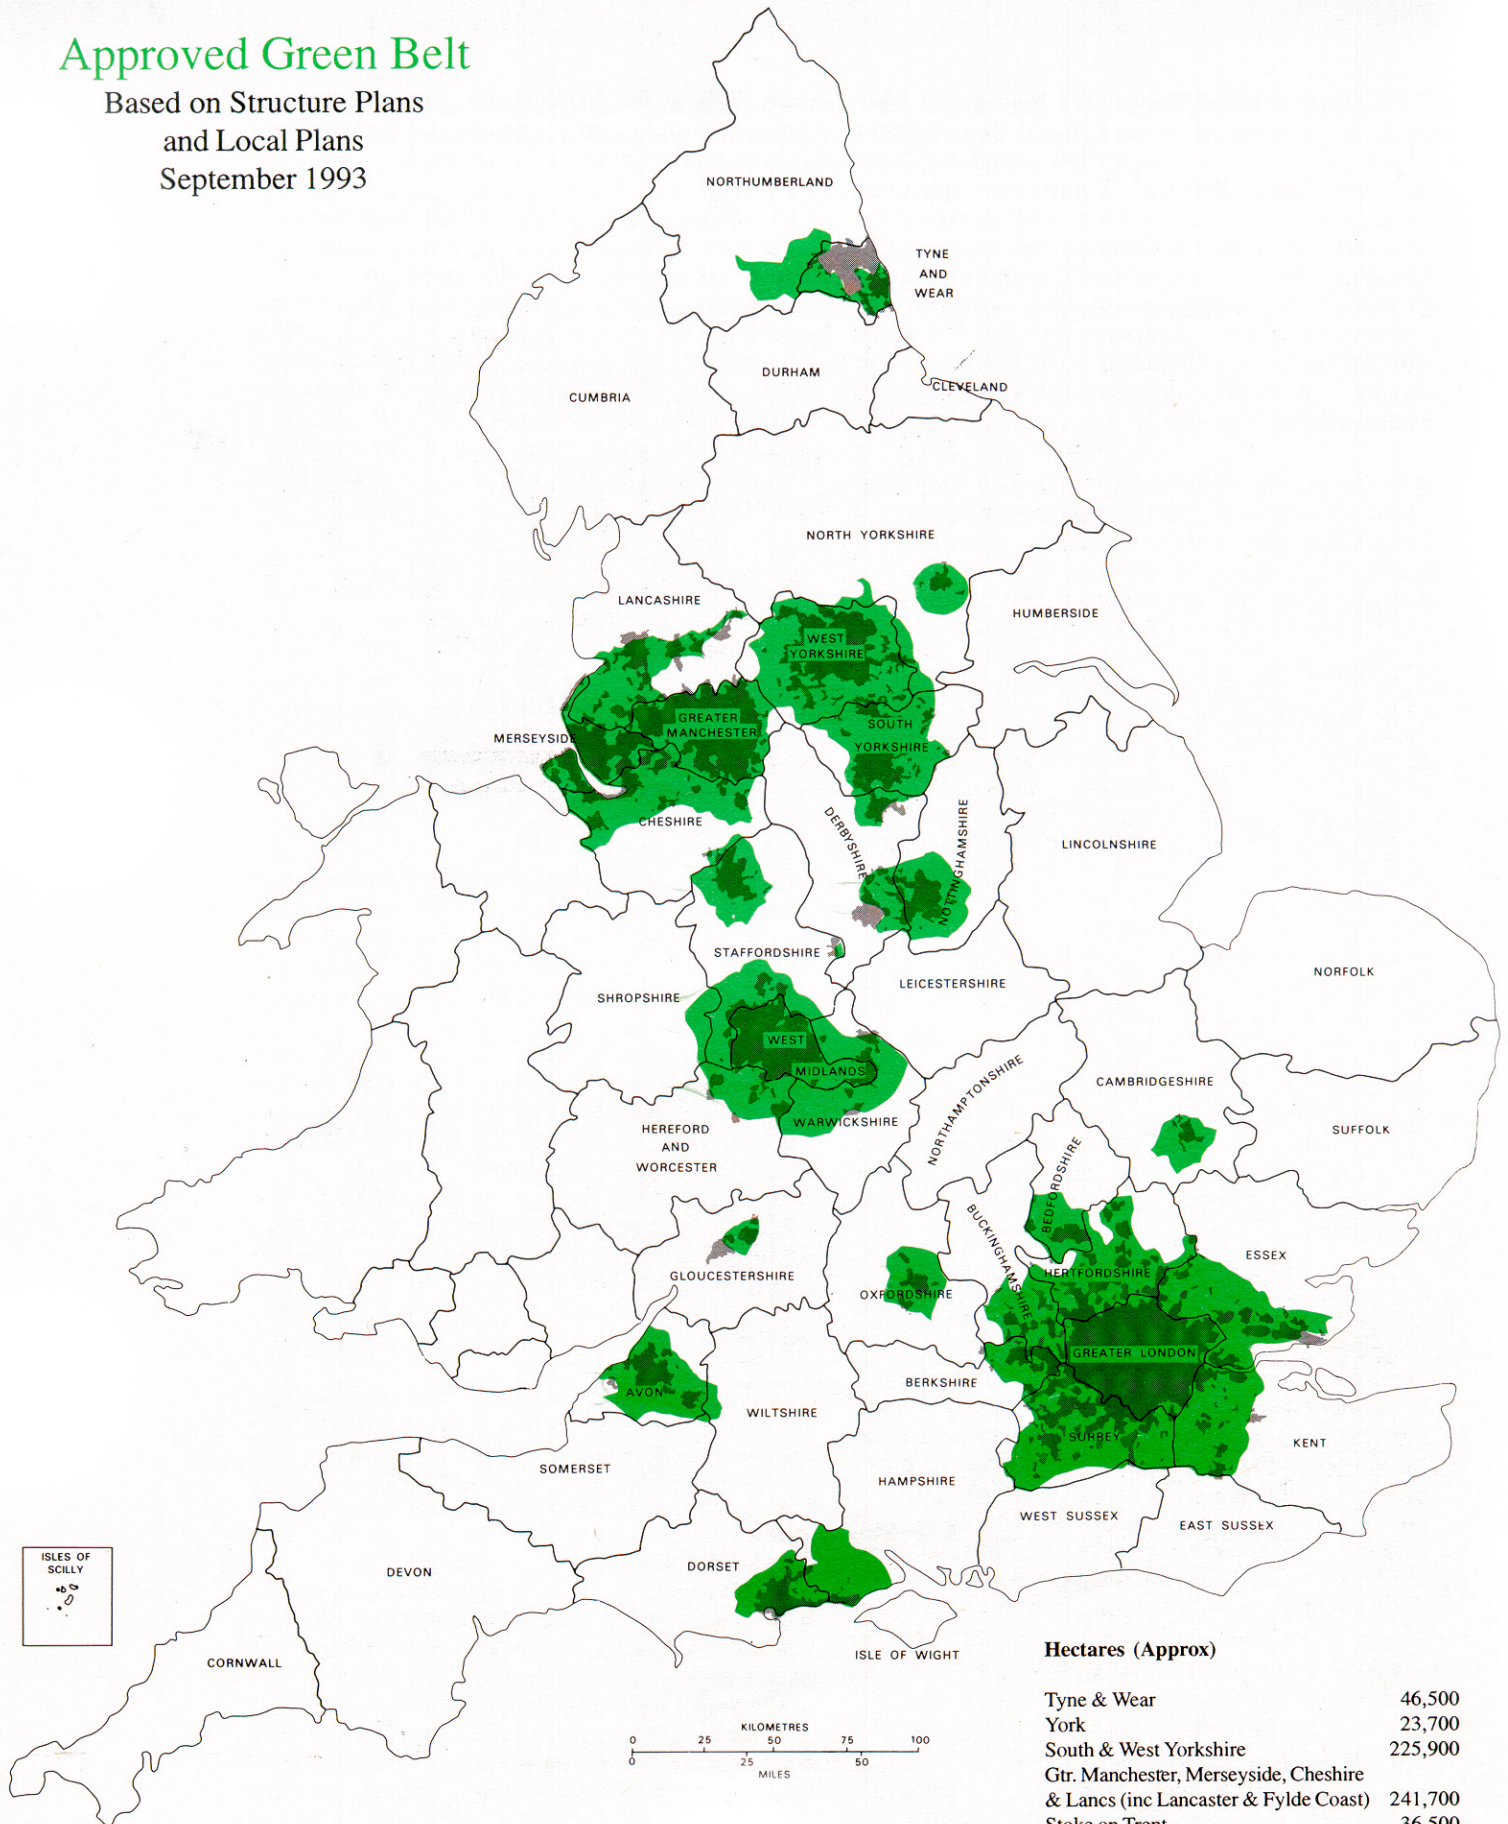 Approved Green Belt
Based on Structure Plans
and Local Plans
September 1993
NORTHUMBERLAND
TYNE
AND
WEAR
DURHAM
CLEVELAND
CUMBRIA
NORTH YORKSHIRE
LANCASHIRE
HUMBERSIDE
WEST
YORKSHIRE
GREATER
MANCHESTER
SOUTH
YORKSHIRE
MERSEYSIDE
CHESHIRE
DERBYSHIRE
NOTTINGHAMSHIRE
LINCOLNSHIRE
STAFFORDSHIRE
LEICESTERSHIRE
NORFOLK
SHROPSHIRE
WEST
MIDLANDS
CAMBRIDGESHIRE
NORTHAMPTONSHIRE
WARWICKSHIRE
SUFFOLK
HEREFORD
AND
WORCESTER
BEDFORDSHIRE
BUCKINGHAMSHIRE
ESSEX
GLOUCESTERSHIRE
HERTFORDSHIRE
OXFORDSHIRE
GREATER LONDON
BERKSHIRE
AVON
WILTSHIRE
SURREY
KENT
SOMERSET
HAMPSHIRE
WEST SUSSEX
EAST SUSSEX
ISLES OF
SCILLY
DEVON
DORSET
ISLE OF WIGHT
CORNWALL
KILOMETRES
0 25 50 75 100
0 25 50
MILES
Hectares (Approx)
Tyne & Wear 46,500
York 23,700
South & West Yorkshire 225,900
Gtr. Manchester, Merseyside, Cheshire
& Lancs (inc Lancaster & Fylde Coast) 241,700
Stoke on Trent 36,500